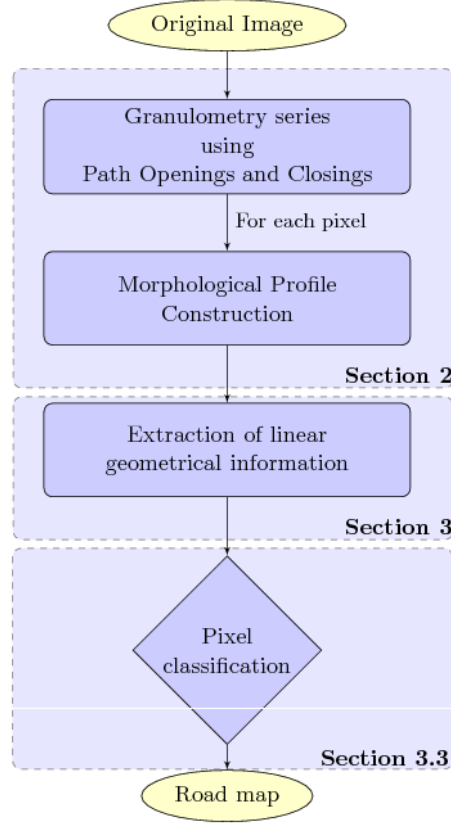 Original Image
Granulometry series
using
Path Openings and Closings
For each pixel
Morphological Profile
Construction
Section 2
Extraction of linear
geometrical information
Section 3
Pixel
classification
Section 3.3
Road map